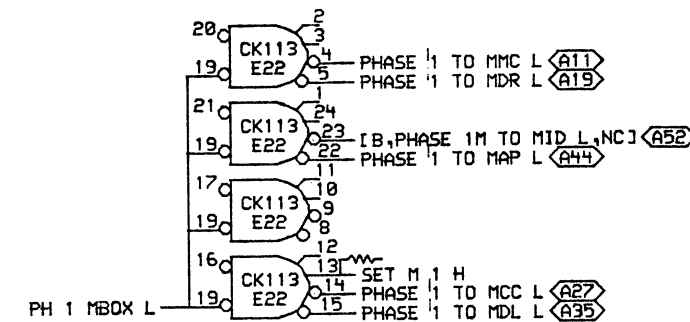 20 CK113 E22 2
3
4 PHASE 1 TO MMC L A11
19 5 PHASE 1 TO MDR L A19
21 CK113 E22 1
24
23 [B,PHASE 1M TO MID L,NC] A52
19 22 PHASE 1 TO MAP L A44
17 CK113 E22 11
10
9
19 8
16 CK113 E22 12
13 SET M 1 H
14 PHASE 1 TO MCC L A27
PH 1 MBOX L 19 15 PHASE 1 TO MDL L A35